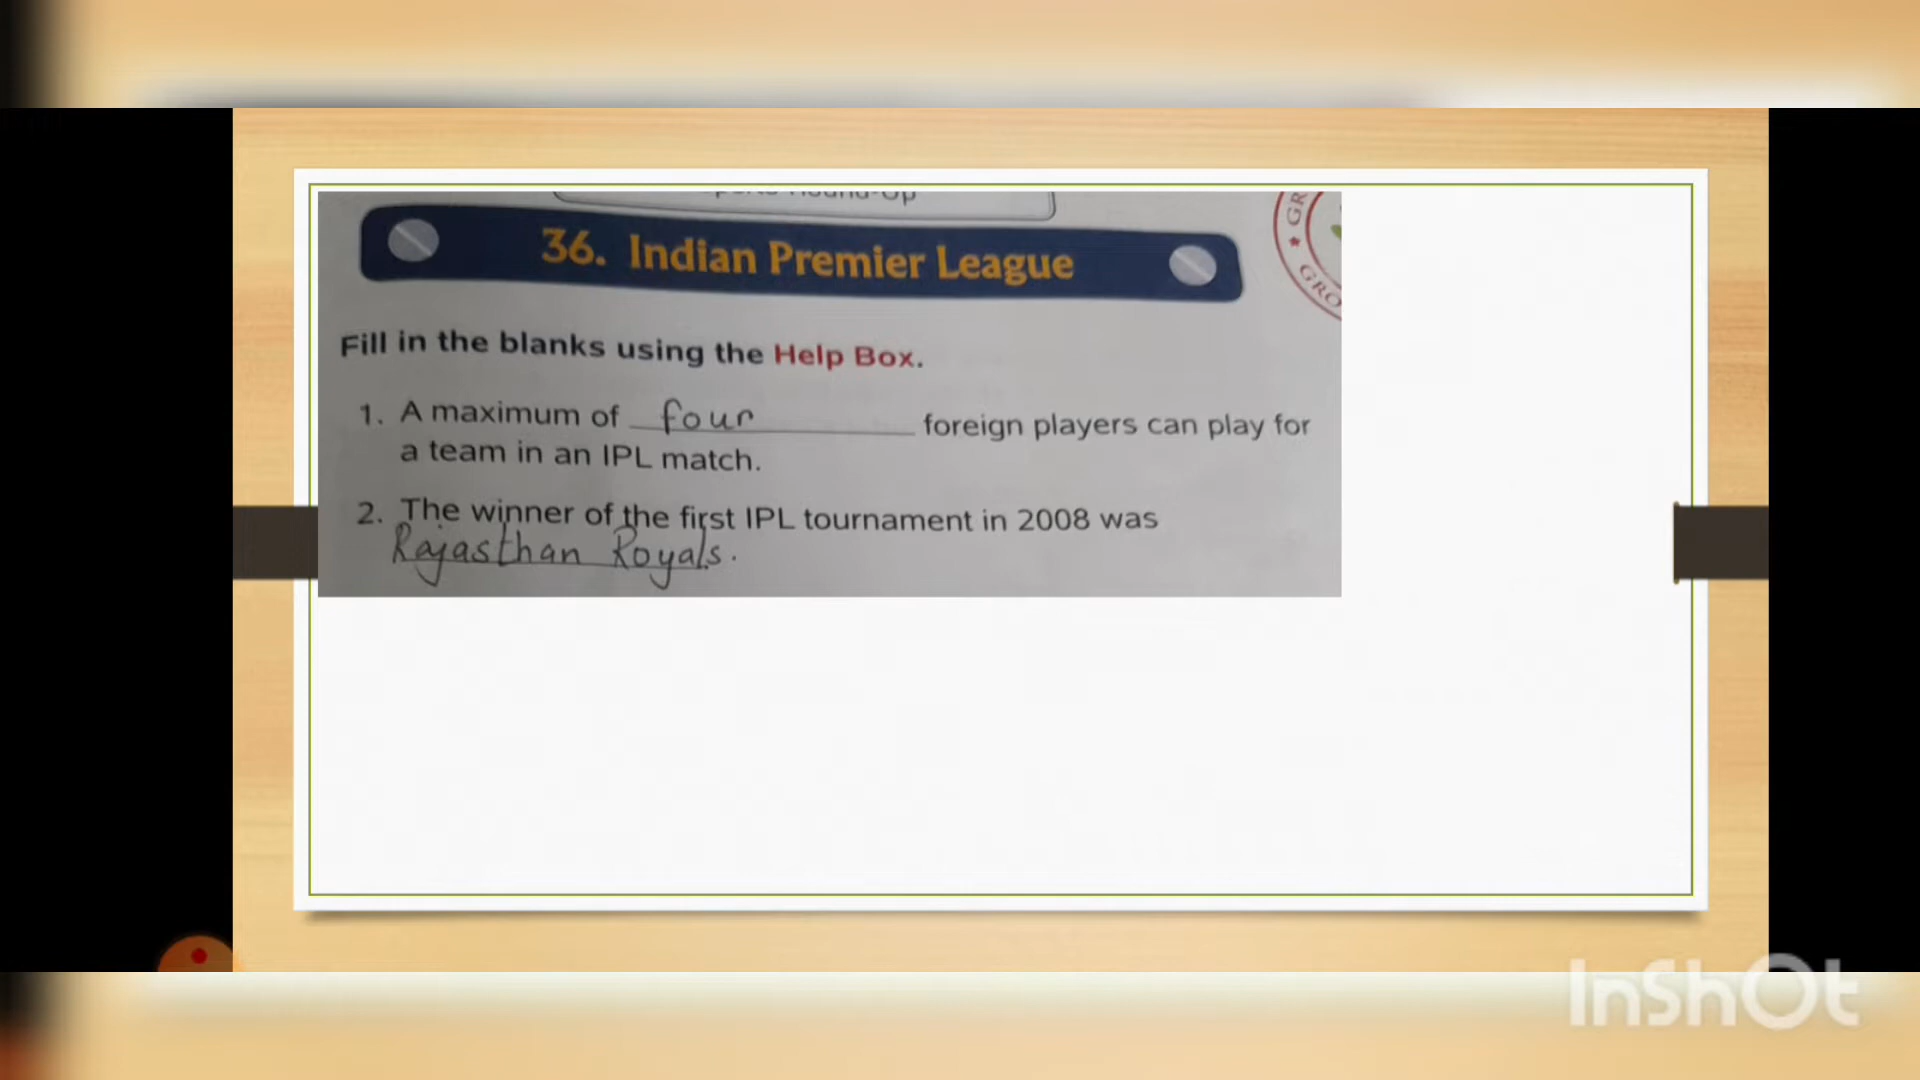 36. Indian Premier League
Fill in the blanks using the Help Box.
1. A maximum of four foreign players can play for
a team in an IPL match.
2. The winner of the first IPL tournament in 2008 was
Rajasthan Royals.
InShOt